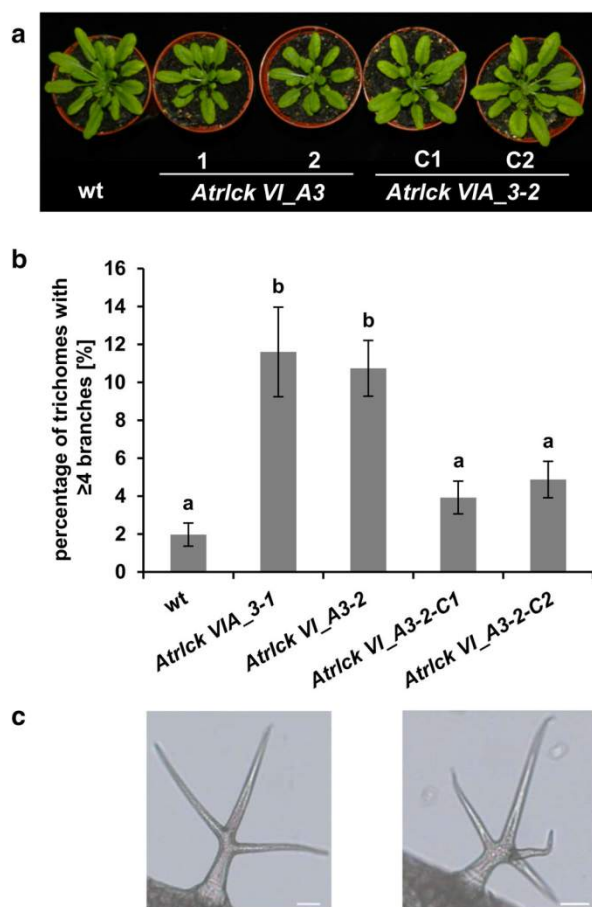 a
1 2 C1 C2
wt Atrlck VI_A3 Atrlck VIA_3-2
b
percentage of trichomes with
≥4 branches [%]
16
14
12
10
8
6
4
2
0
a
b
b
a
a
wt
Atrlck VIA_3-1
Atrlck VI_A3-2
Atrlck VI_A3-2-C1
Atrlck VI_A3-2-C2
c